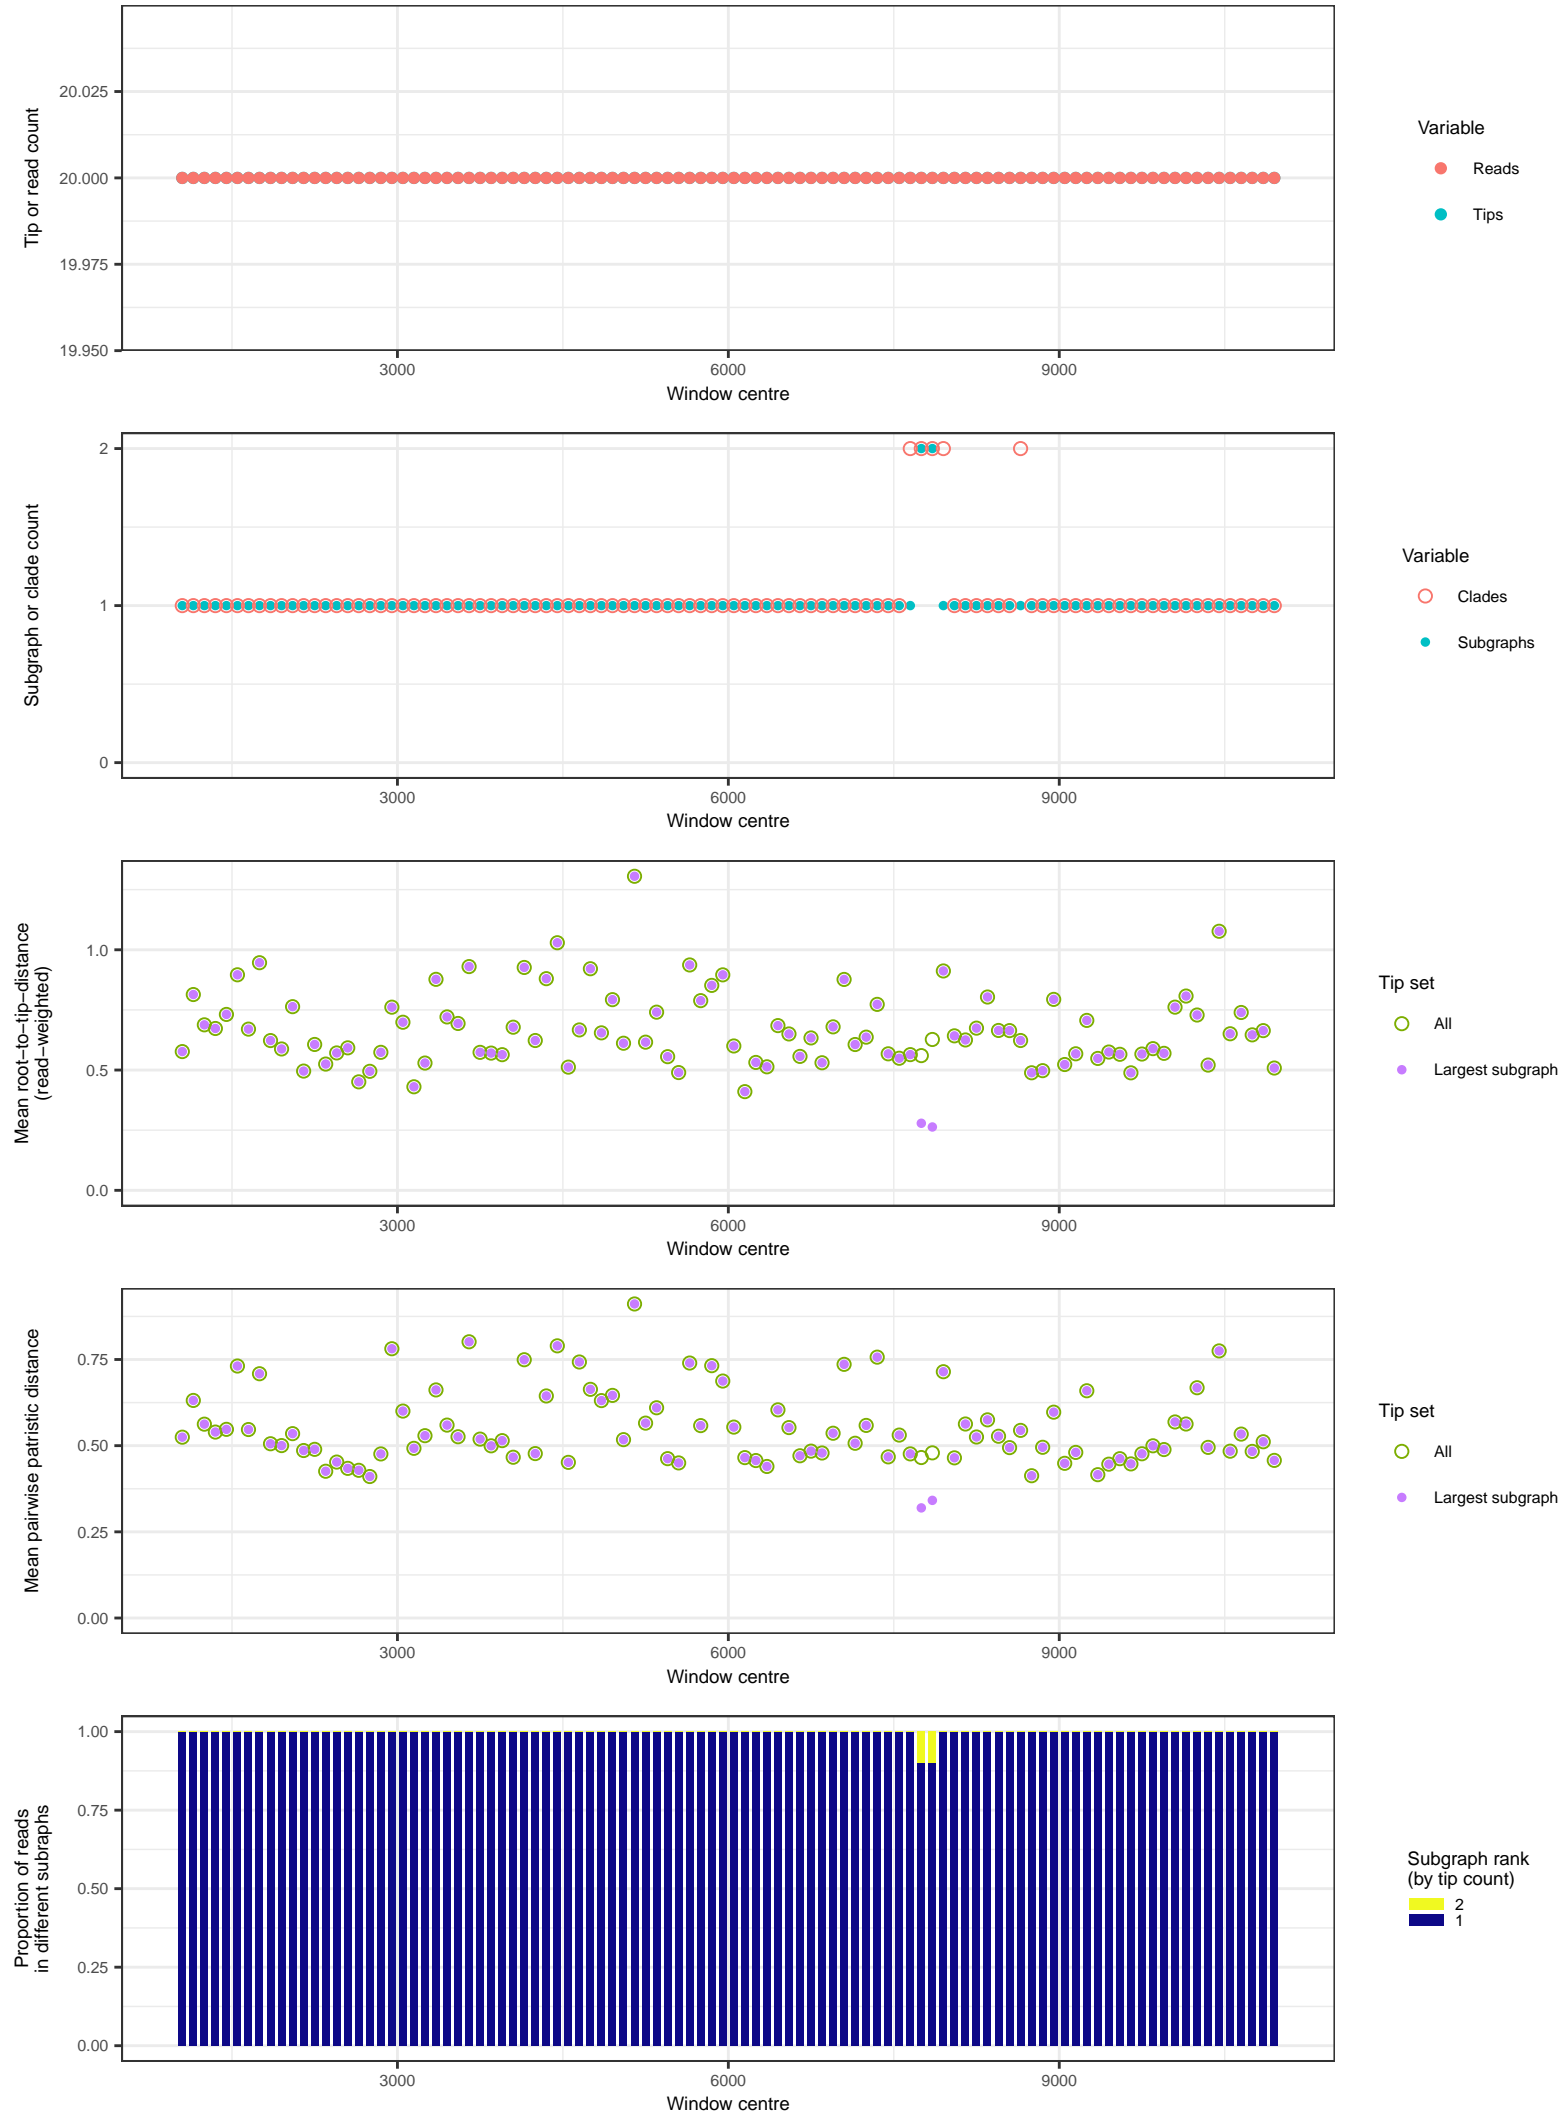 20.025
20.000
19.975
19.950
Tip or read count
3000
6000
9000
Window centre
Variable
Reads
Tips
2
1
0
Subgraph or clade count
3000
6000
9000
Window centre
Variable
Clades
Subgraphs
1.0
0.5
0.0
Mean root−to−tip−distance
(read−weighted)
3000
6000
9000
Window centre
Tip set
All
Largest subgraph
0.75
0.50
0.25
0.00
Mean pairwise patristic distance
3000
6000
9000
Window centre
Tip set
All
Largest subgraph
1.00
0.75
0.50
0.25
0.00
Proportion of reads
in different subraphs
3000
6000
9000
Window centre
Subgraph rank
(by tip count)
2
1